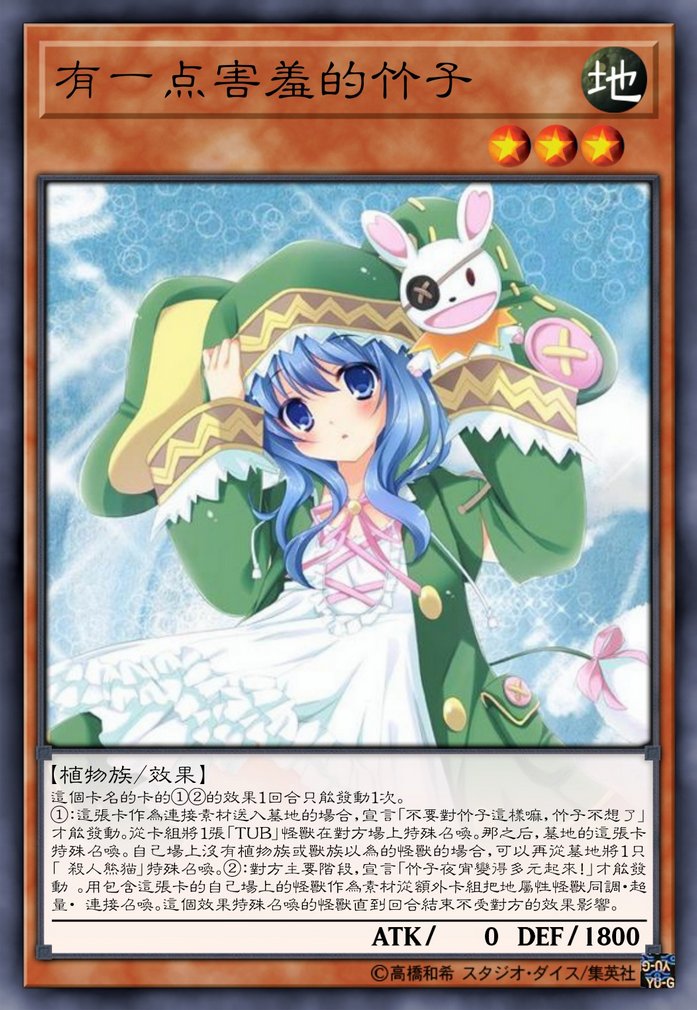 有一点害羞的竹子
地
【植物族/效果】
這個卡名的卡的①②的效果1回合只能發動1次。
①:這張卡作為連接素材送入墓地的場合,宣言「不要對竹子這樣嘛,竹子不想了」
才能發動。從卡組將1張「TUB」怪獸在對方場上特殊召喚。那之后,墓地的這張卡
特殊召喚。自己場上沒有植物族或獸族以為的怪獸的場合,可以再從墓地將1只
「 殺人熊猫」特殊召喚。②:對方主要階段,宣言「竹子夜宵變得多元起來!」才能發
動 。用包含這張卡的自己場上的怪獸作為素材從額外卡組把地屬性怪獸同調・超
量・ 連接召喚。這個效果特殊召喚的怪獸直到回合結束不受對方的效果影響。
ATK/ 0 DEF/1800
©高橋和希 スタジオ・ダイス/集英社
YU-G